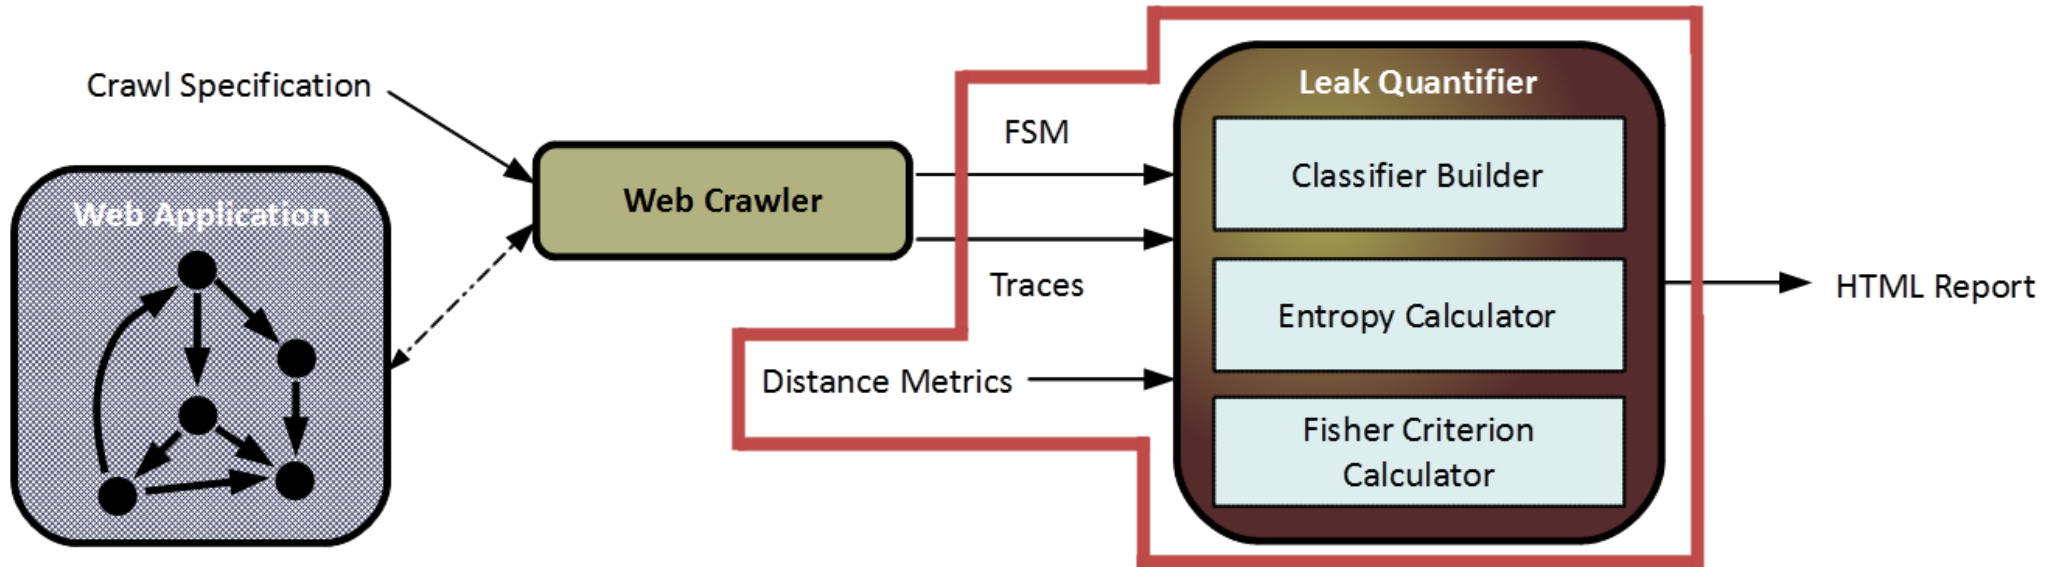 Crawl Specification
Web Application
Web Crawler
FSM
Traces
Distance Metrics
Leak Quantifier
Classifier Builder
Entropy Calculator
Fisher Criterion
Calculator
HTML Report